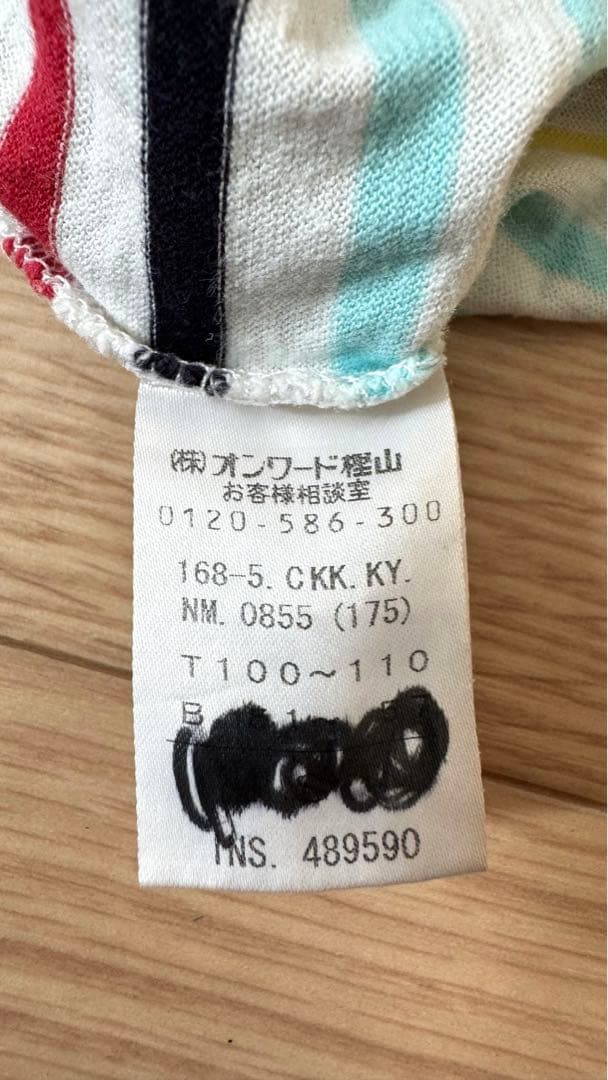 (株)オンワード樫山
お客様相談室
0120-586-300
168-5. CKK. KY.
NM. 0855 (175)
T100~110
B
INS. 489590